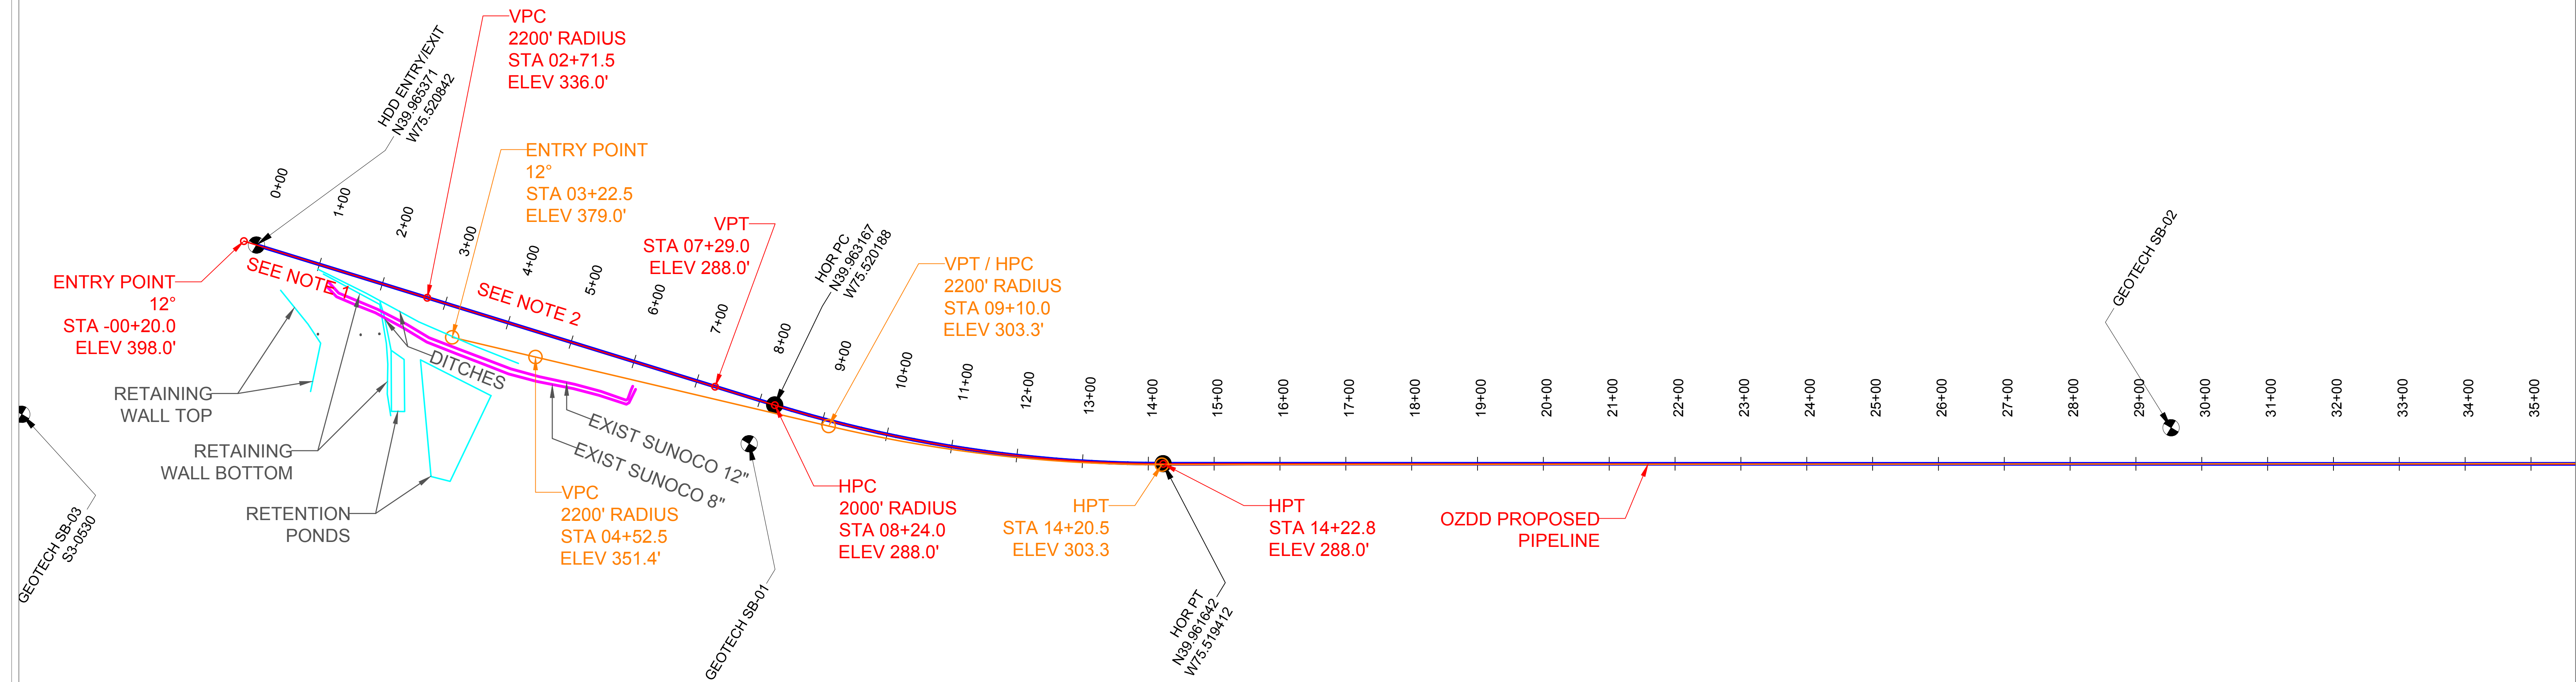 VPC
2200' RADIUS
STA 02+71.5
ELEV 336.0'
HDD ENTRY/EXIT
N39.965371
W75.520842
ENTRY POINT
12°
STA 03+22.5
ELEV 379.0'
0+00
1+00
2+00
3+00
4+00
5+00
6+00
7+00
8+00
9+00
10+00
11+00
12+00
13+00
14+00
15+00
16+00
17+00
18+00
19+00
20+00
21+00
22+00
23+00
24+00
25+00
26+00
27+00
28+00
29+00
30+00
31+00
32+00
33+00
34+00
35+00
VPT
STA 07+29.0
ELEV 288.0'
HOR PC
N39.963167
W75.520188
VPT / HPC
2200' RADIUS
STA 09+10.0
ELEV 303.3'
GEOTECH SB-02
ENTRY POINT
12°
STA -00+20.0
ELEV 398.0'
SEE NOTE 1
SEE NOTE 2
DITCHES
RETAINING
WALL TOP
RETAINING
WALL BOTTOM
RETENTION
PONDS
EXIST SUNOCO 12"
EXIST SUNOCO 8"
VPC
2200' RADIUS
STA 04+52.5
ELEV 351.4'
HPC
2000' RADIUS
STA 08+24.0
ELEV 288.0'
HPT
STA 14+20.5
ELEV 303.3
HPT
STA 14+22.8
ELEV 288.0'
OZDD PROPOSED
PIPELINE
GEOTECH SB-03
S3-0530
GEOTECH SB-01
HOR PT
N39.961642
W75.519412